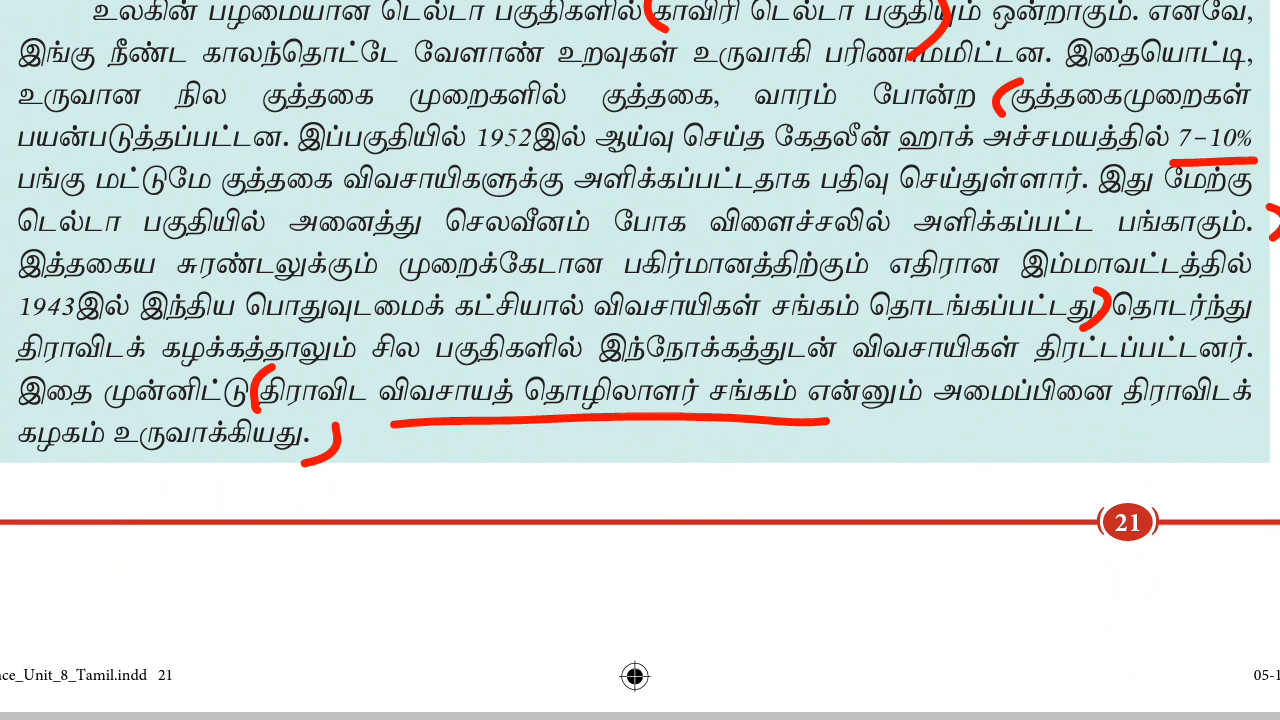 உலகின் பழமையான டெல்டா பகுதிகளில் காவிரி டெல்டா பகுதியும் ஒன்றாகும். எனவே,
இங்கு நீண்ட காலந்தொட்டே வேளாண் உறவுகள் உருவாகி பரிணாமமிட்டன. இதையொட்டி,
உருவான நில குத்தகை முறைகளில் குத்தகை, வாரம் போன்ற குத்தகைமுறைகள்
பயன்படுத்தப்பட்டன. இப்பகுதியில் 1952இல் ஆய்வு செய்த கேதலீன் ஹாக் அச்சமயத்தில் 7-10%
பங்கு மட்டுமே குத்தகை விவசாயிகளுக்கு அளிக்கப்பட்டதாக பதிவு செய்துள்ளார். இது மேற்கு
டெல்டா பகுதியில் அனைத்து செலவீனம் போக விளைச்சலில் அளிக்கப்பட்ட பங்காகும்.
இத்தகைய சுரண்டலுக்கும் முறைக்கேடான பகிர்மானத்திற்கும் எதிரான இம்மாவட்டத்தில்
1943இல் இந்திய பொதுவுடமைக் கட்சியால் விவசாயிகள் சங்கம் தொடங்கப்பட்டது தொடர்ந்து
திராவிடக் கழக்கத்தாலும் சில பகுதிகளில் இந்நோக்கத்துடன் விவசாயிகள் திரட்டப்பட்டனர்.
இதை முன்னிட்டு திராவிட விவசாயத் தொழிலாளர் சங்கம் என்னும் அமைப்பினை திராவிடக்
கழகம் உருவாக்கியது.
21
nce_Unit_8_Tamil.indd 21
05-1